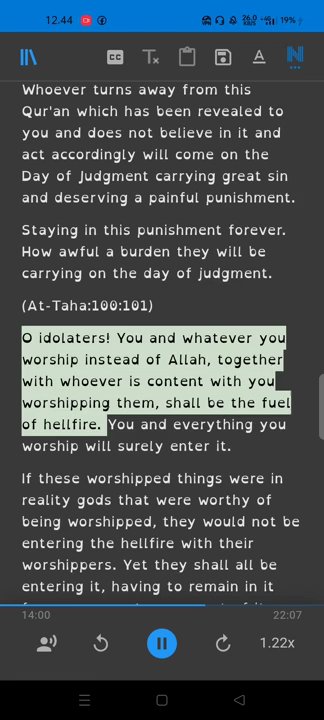 12.44
26.0
KB/S
4G
19%
CC
A
N
Whoever turns away from this
Qur'an which has been revealed to
you and does not believe in it and
act accordingly will come on the
Day of Judgment carrying great sin
and deserving a painful punishment.
Staying in this punishment forever.
How awful a burden they will be
carrying on the day of judgment.
(At-Taha:100:101)
O idolaters! You and whatever you
worship instead of Allah, together
with whoever is content with you
worshipping them, shall be the fuel
of hellfire. You and everything you
worship will surely enter it.
If these worshipped things were in
reality gods that were worthy of
being worshipped, they would not be
entering the hellfire with their
worshippers. Yet they shall all be
entering it, having to remain in it
14:00
22:07
1.22x